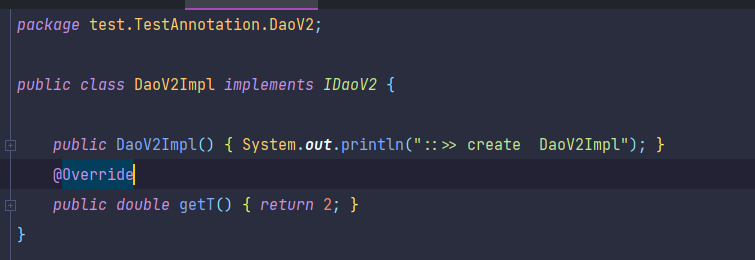 package test.TestAnnotation.DaoV2;
public class DaoV2Impl implements IDaoV2 {
public DaoV2Impl() { System.out.println("::>> create  DaoV2Impl"); }
@Override
public double getT() { return 2; }
}